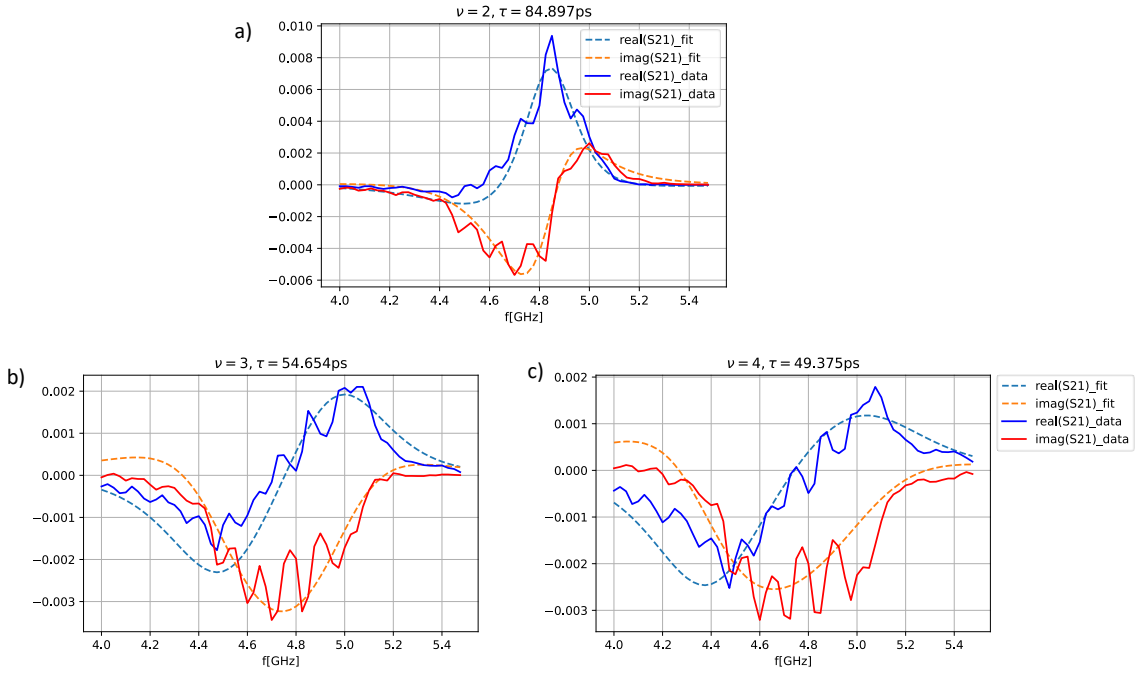 a)
ν = 2, τ = 84.897ps
0.010
0.008
0.006
0.004
0.002
0.000
−0.002
−0.004
−0.006
real(S21)_fit
imag(S21)_fit
real(S21)_data
imag(S21)_data
4.0 4.2 4.4 4.6 4.8 5.0 5.2 5.4
f[GHz]
b)
ν = 3, τ = 54.654ps
0.002
0.001
0.000
−0.001
−0.002
−0.003
4.0 4.2 4.4 4.6 4.8 5.0 5.2 5.4
f[GHz]
c)
ν = 4, τ = 49.375ps
0.002
0.001
0.000
−0.001
−0.002
−0.003
4.0 4.2 4.4 4.6 4.8 5.0 5.2 5.4
f[GHz]
real(S21)_fit
imag(S21)_fit
real(S21)_data
imag(S21)_data